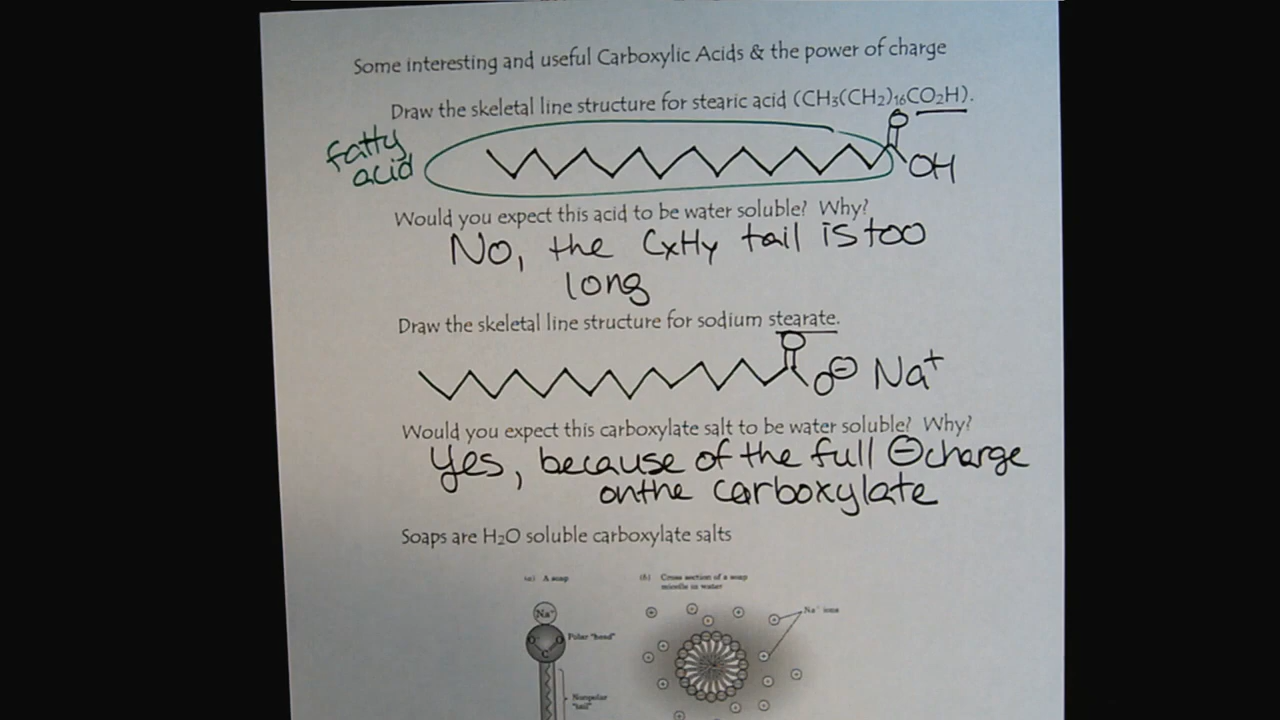 Some interesting and useful Carboxylic Acids & the power of charge
Draw the skeletal line structure for stearic acid (CH₃(CH₂)₁₆CO₂H).
fatty
acid
O
OH
Would you expect this acid to be water soluble? Why?
No, the CxHy tail is too
long
Draw the skeletal line structure for sodium stearate.
O
O⊖ Na⁺
Would you expect this carboxylate salt to be water soluble? Why?
Yes, because of the full ⊖charge
onthe carboxylate
Soaps are H₂O soluble carboxylate salts
(a) A soap
(b) Cross section of a soap
micelle in water
Na⁺
Na⁺ ions
Polar "head"
O O
C
Nonpolar
"tail"